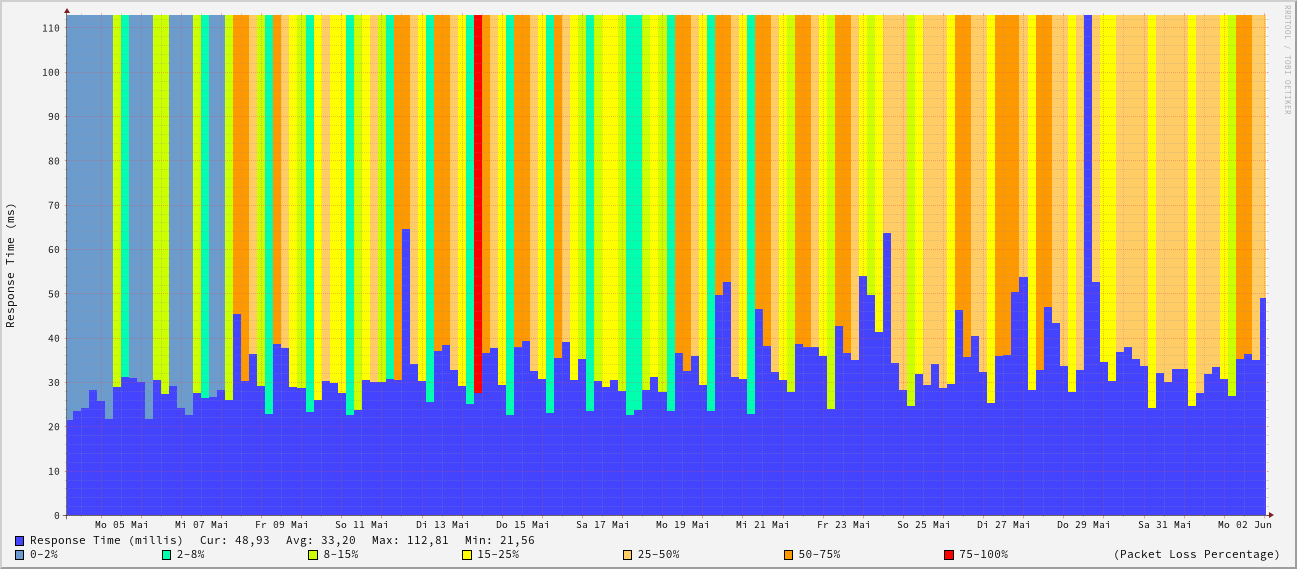 RRDTOOL / TOBI OETIKER
Response Time (ms)
110
100
90
80
70
60
50
40
30
20
10
0
Mo 05 Mai Mi 07 Mai Fr 09 Mai So 11 Mai Di 13 Mai Do 15 Mai Sa 17 Mai Mo 19 Mai Mi 21 Mai Fr 23 Mai So 25 Mai Di 27 Mai Do 29 Mai Sa 31 Mai Mo 02 Jun
Response Time (millis) Cur: 48,93 Avg: 33,20 Max: 112,81 Min: 21,56
0-2% 2-8% 8-15% 15-25% 25-50% 50-75% 75-100% (Packet Loss Percentage)